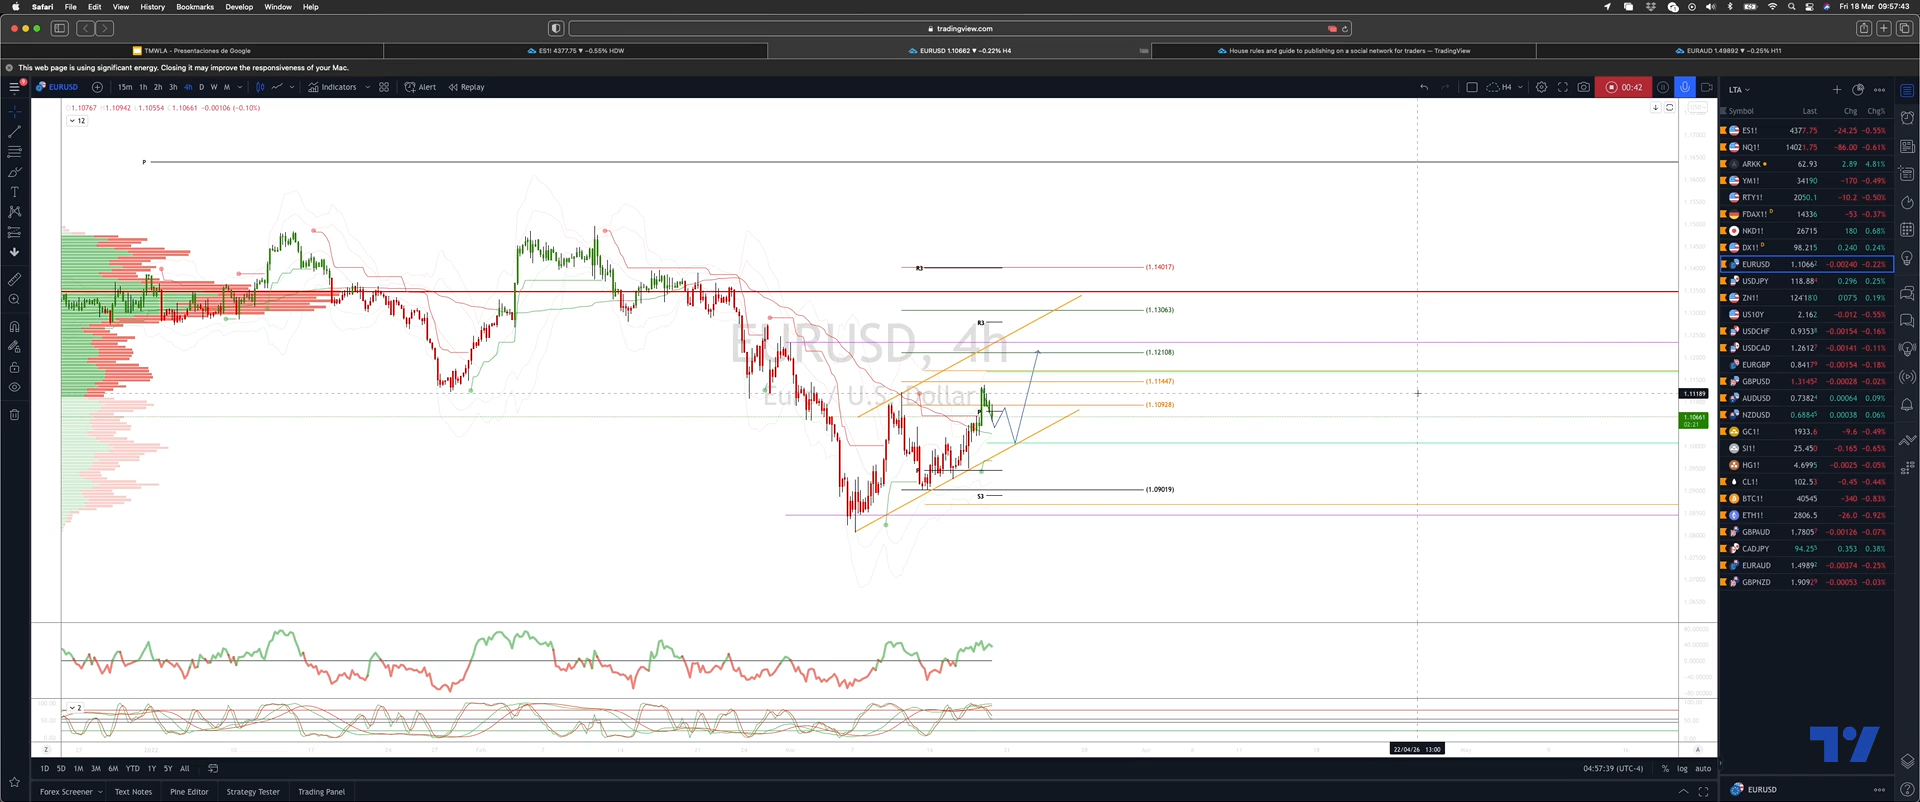 Safari File Edit View History Bookmarks Develop Window Help Fri 18 Mar 09:57:43
tradingview.com
TMWLA - Presentaciones de Google
ES1! 4377.75 ▼ −0.55% HDW
EURUSD 1.10662 ▼ −0.22% H4
House rules and guide to publishing on a social network for traders — TradingView
EURAUD 1.49892 ▼ −0.25% H11
This web page is using significant energy. Closing it may improve the responsiveness of your Mac.
EURUSD 15m 1h 2h 3h 4h D W M Indicators Alert Replay H4 00:42
1.10767 1.10942 L1.10554 C1.10661 −0.00106 (−0.10%)
12
P
R3 (1.14017)
(1.13063)
R3
EURUSD, 4h
(1.12108)
(1.11447)
Euro / U.S. Dollar
1.11189
P (1.10928)
1.10661
02:21
P
(1.09019)
S3
2
Z 22/04/26 13:00 A
1D 5D 1M 3M 6M YTD 1Y 5Y All 04:57:39 (UTC-4) % log auto
Forex Screener Text Notes Pine Editor Strategy Tester Trading Panel
LTA
Symbol Last Chg Chg%
ES1! 4377.75 −24.25 −0.55%
NQ1! 14021.75 −86.00 −0.61%
ARKK 62.93 2.89 4.81%
YM1! 34190 −170 −0.49%
RTY1! 2050.1 −10.2 −0.50%
FDAX1! D 14336 −53 −0.37%
NKD1! 26715 180 0.68%
DX1! D 98.215 0.240 0.24%
EURUSD 1.10662 −0.00240 −0.22%
USDJPY 118.884 0.296 0.25%
ZN1! 124'18'0 0'07'5 0.19%
US10Y 2.162 −0.012 −0.55%
USDCHF 0.93538 −0.00154 −0.16%
USDCAD 1.26127 −0.00141 −0.11%
EURGBP 0.84179 −0.00154 −0.18%
GBPUSD 1.31452 −0.00028 −0.02%
AUDUSD 0.73824 0.00064 0.09%
NZDUSD 0.68845 0.00038 0.06%
GC1! 1933.6 −9.6 −0.49%
SI1! 25.450 −0.165 −0.65%
HG1! 4.6995 −0.0025 −0.05%
CL1! 102.53 −0.45 −0.44%
BTC1! 40545 −340 −0.83%
ETH1! 2806.5 −26.0 −0.92%
GBPAUD 1.78057 −0.00126 −0.07%
CADJPY 94.255 0.353 0.38%
EURAUD 1.49892 −0.00374 −0.25%
GBPNZD 1.90929 −0.00053 −0.03%
EURUSD